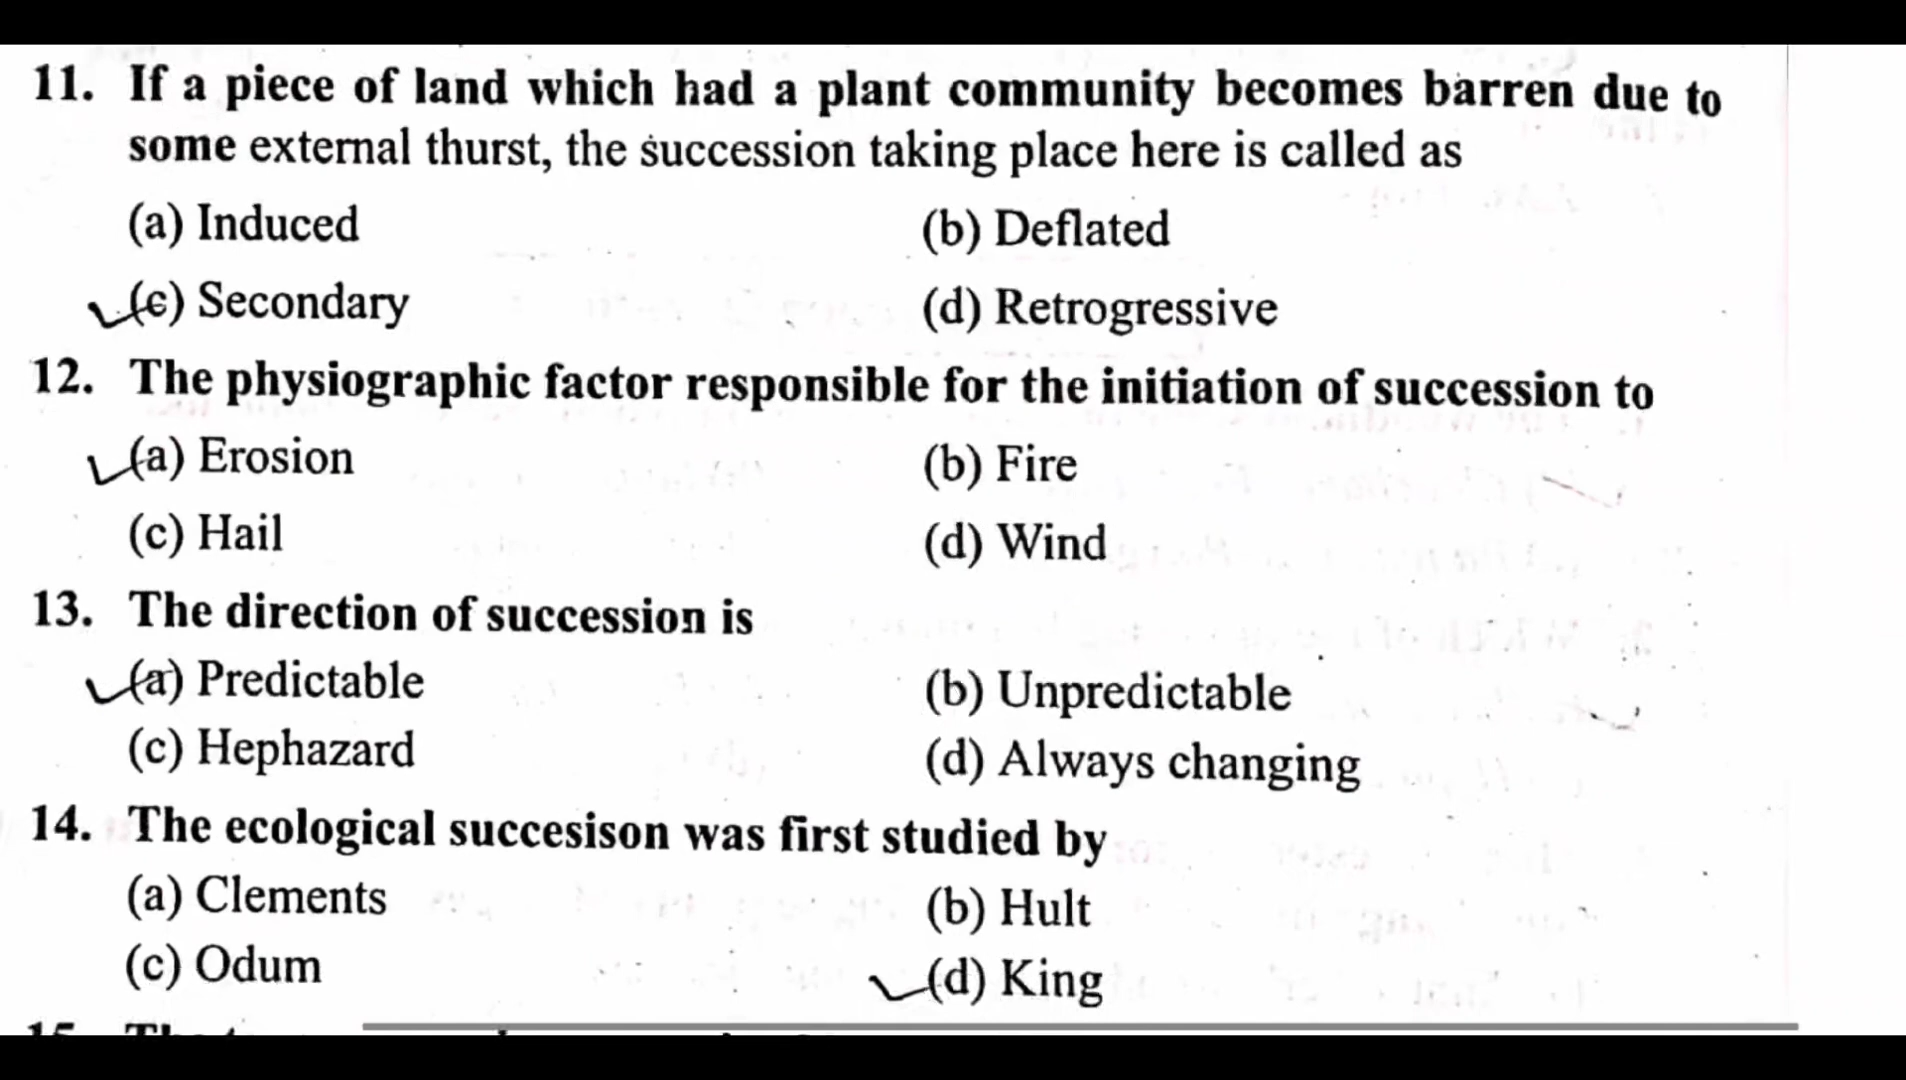 11. If a piece of land which had a plant community becomes barren due to
some external thurst, the succession taking place here is called as
(a) Induced (b) Deflated
(c) Secondary (d) Retrogressive
12. The physiographic factor responsible for the initiation of succession to
(a) Erosion (b) Fire
(c) Hail (d) Wind
13. The direction of succession is
(a) Predictable (b) Unpredictable
(c) Hephazard (d) Always changing
14. The ecological succesison was first studied by
(a) Clements (b) Hult
(c) Odum (d) King